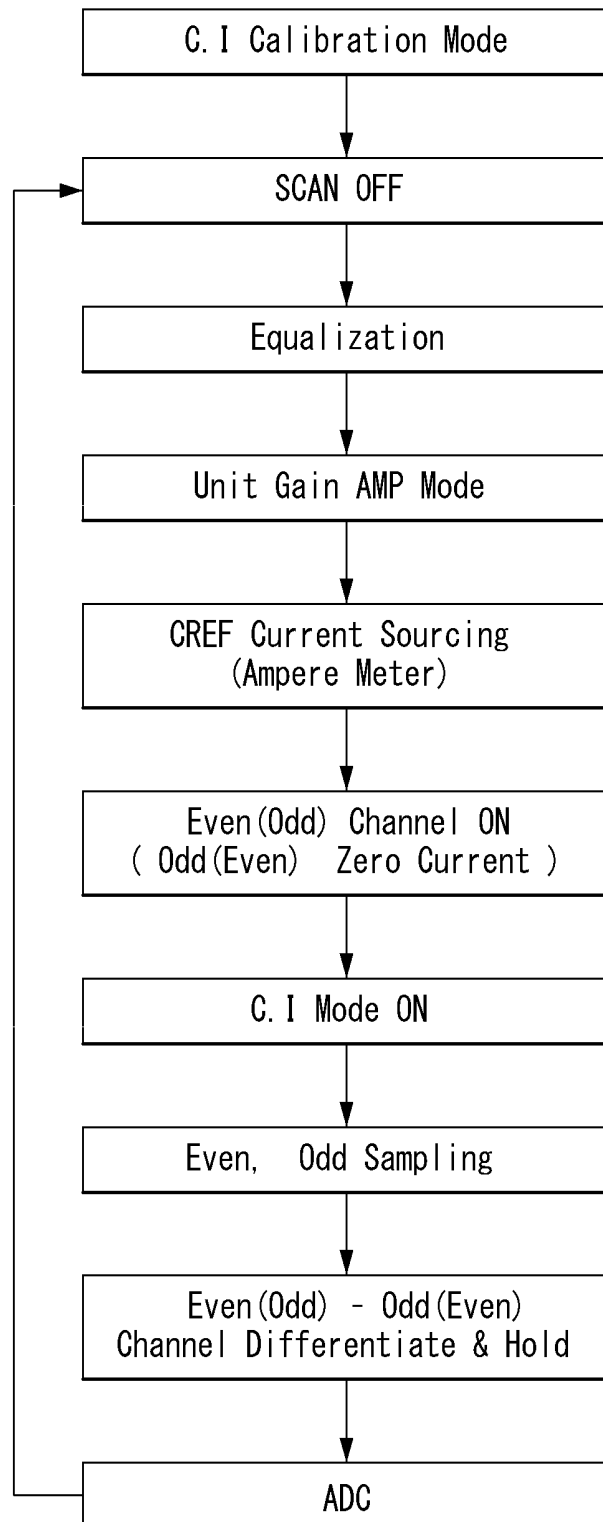 C.I Calibration Mode
SCAN OFF
Equalization
Unit Gain AMP Mode
CREF Current Sourcing
(Ampere Meter)
Even(Odd) Channel ON
( Odd(Even) Zero Current )
C.I Mode ON
Even, Odd Sampling
Even(Odd) - Odd(Even)
Channel Differentiate & Hold
ADC